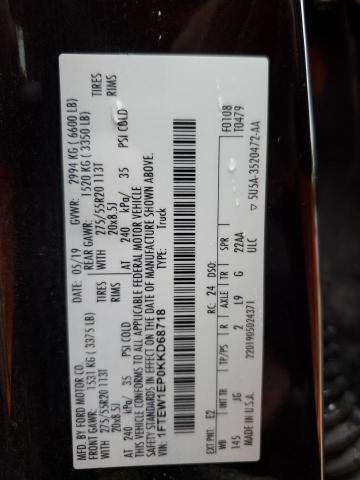 MFD. BY FORD MOTOR CO.
DATE: 05/19 GVWR: 2994 KG ( 6600 LB)
FRONT GAWR: 1531 KG ( 3375 LB) REAR GAWR: 1520 KG ( 3350 LB)
WITH 275/55R20 113T TIRES WITH 275/55R20 113T TIRES
20x8.5J RIMS 20x8.5J RIMS
AT 240 kPa/ 35 PSI COLD AT 240 kPa/ 35 PSI COLD
THIS VEHICLE CONFORMS TO ALL APPLICABLE FEDERAL MOTOR VEHICLE
SAFETY STANDARDS IN EFFECT ON THE DATE OF MANUFACTURE SHOWN ABOVE.
VIN: 1FTEW1EP0KKD68718 TYPE: Truck
F0108
T0479
EXT PNT: E2 RC: 24 DSO:
WB INT TR TP/PS R AXLE TR SPR
145 JG 2 L9 G 22AA
MADE IN U.S.A. ULC
2201905024371
5U5A-3520472-AA